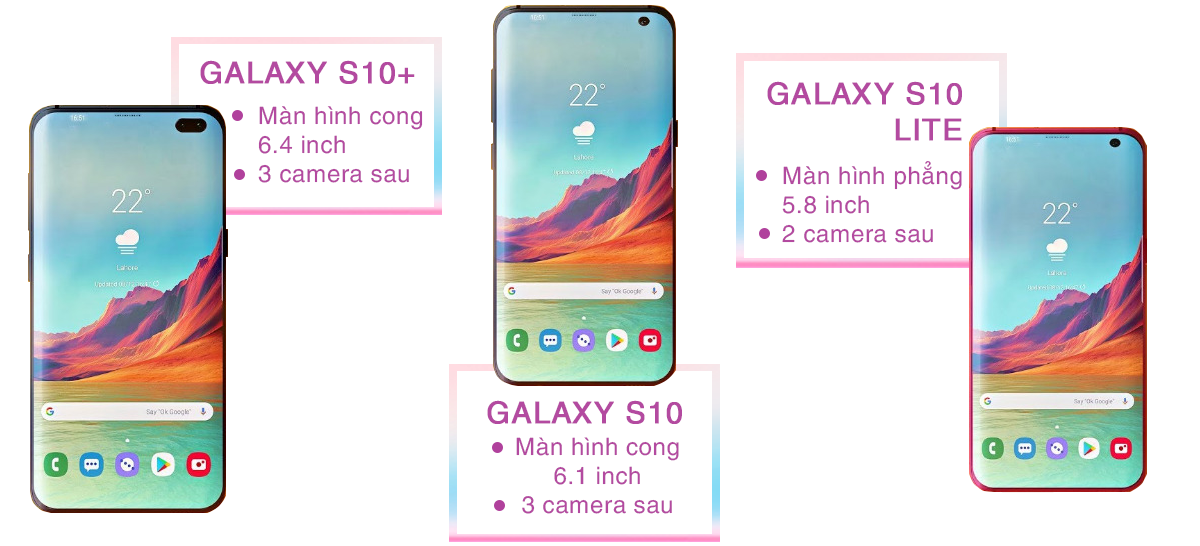 GALAXY S10+
Màn hình cong
6.4 inch
3 camera sau
16:51
22°
Lahore
Say "Ok Google"
16:51
22°
Lahore
Say "Ok Google"
GALAXY S10
Màn hình cong
6.1 inch
3 camera sau
GALAXY S10
LITE
Màn hình phẳng
5.8 inch
2 camera sau
22°
Lahore
Say "Ok Google"